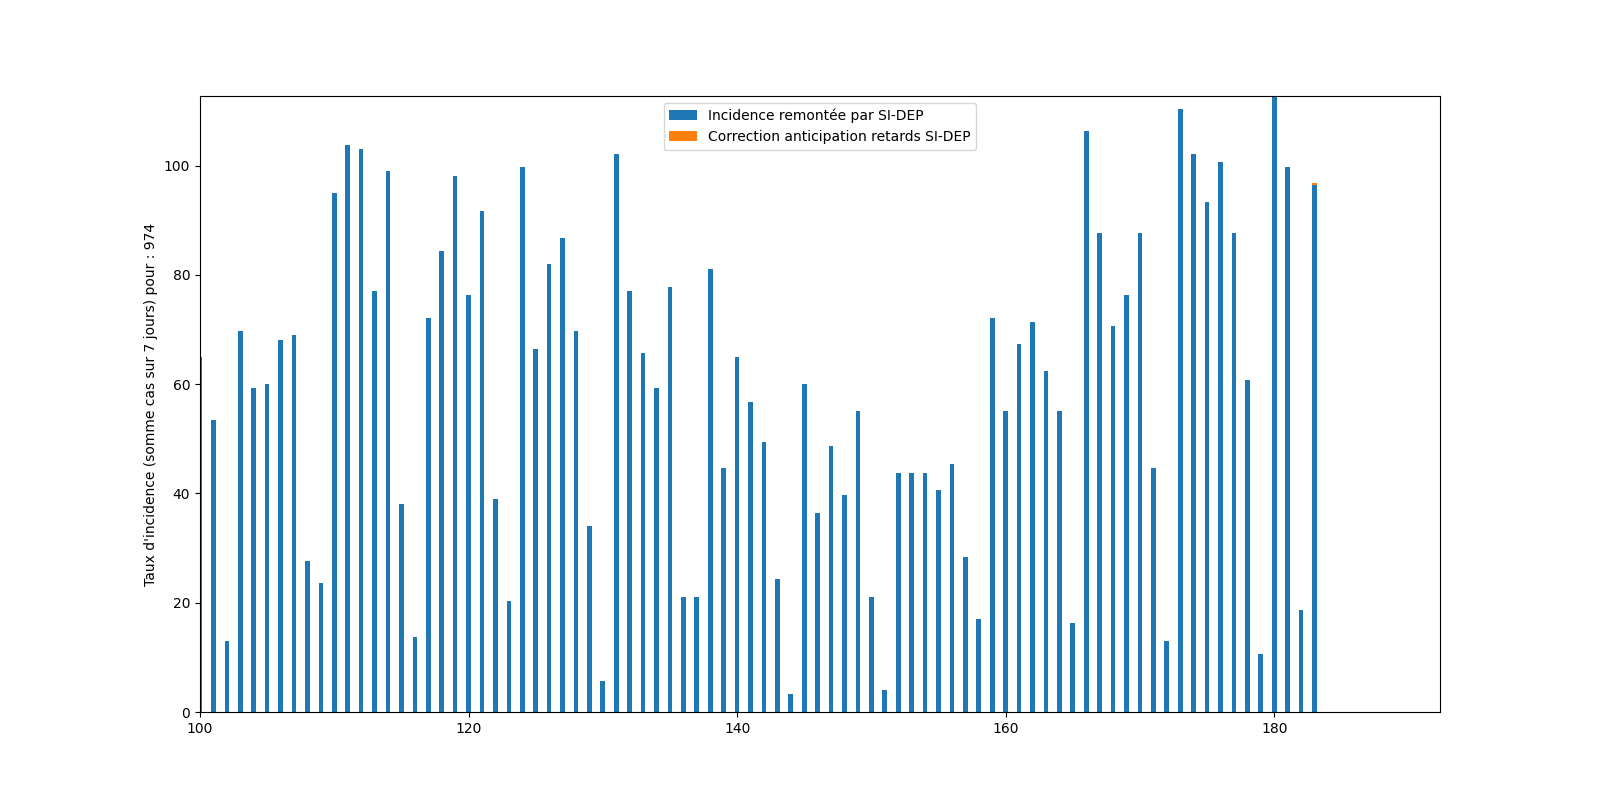 Incidence remontée par SI-DEP
Correction anticipation retards SI-DEP
Taux d'incidence (somme cas sur 7 jours) pour : 974
100
80
60
40
20
0
100 120 140 160 180